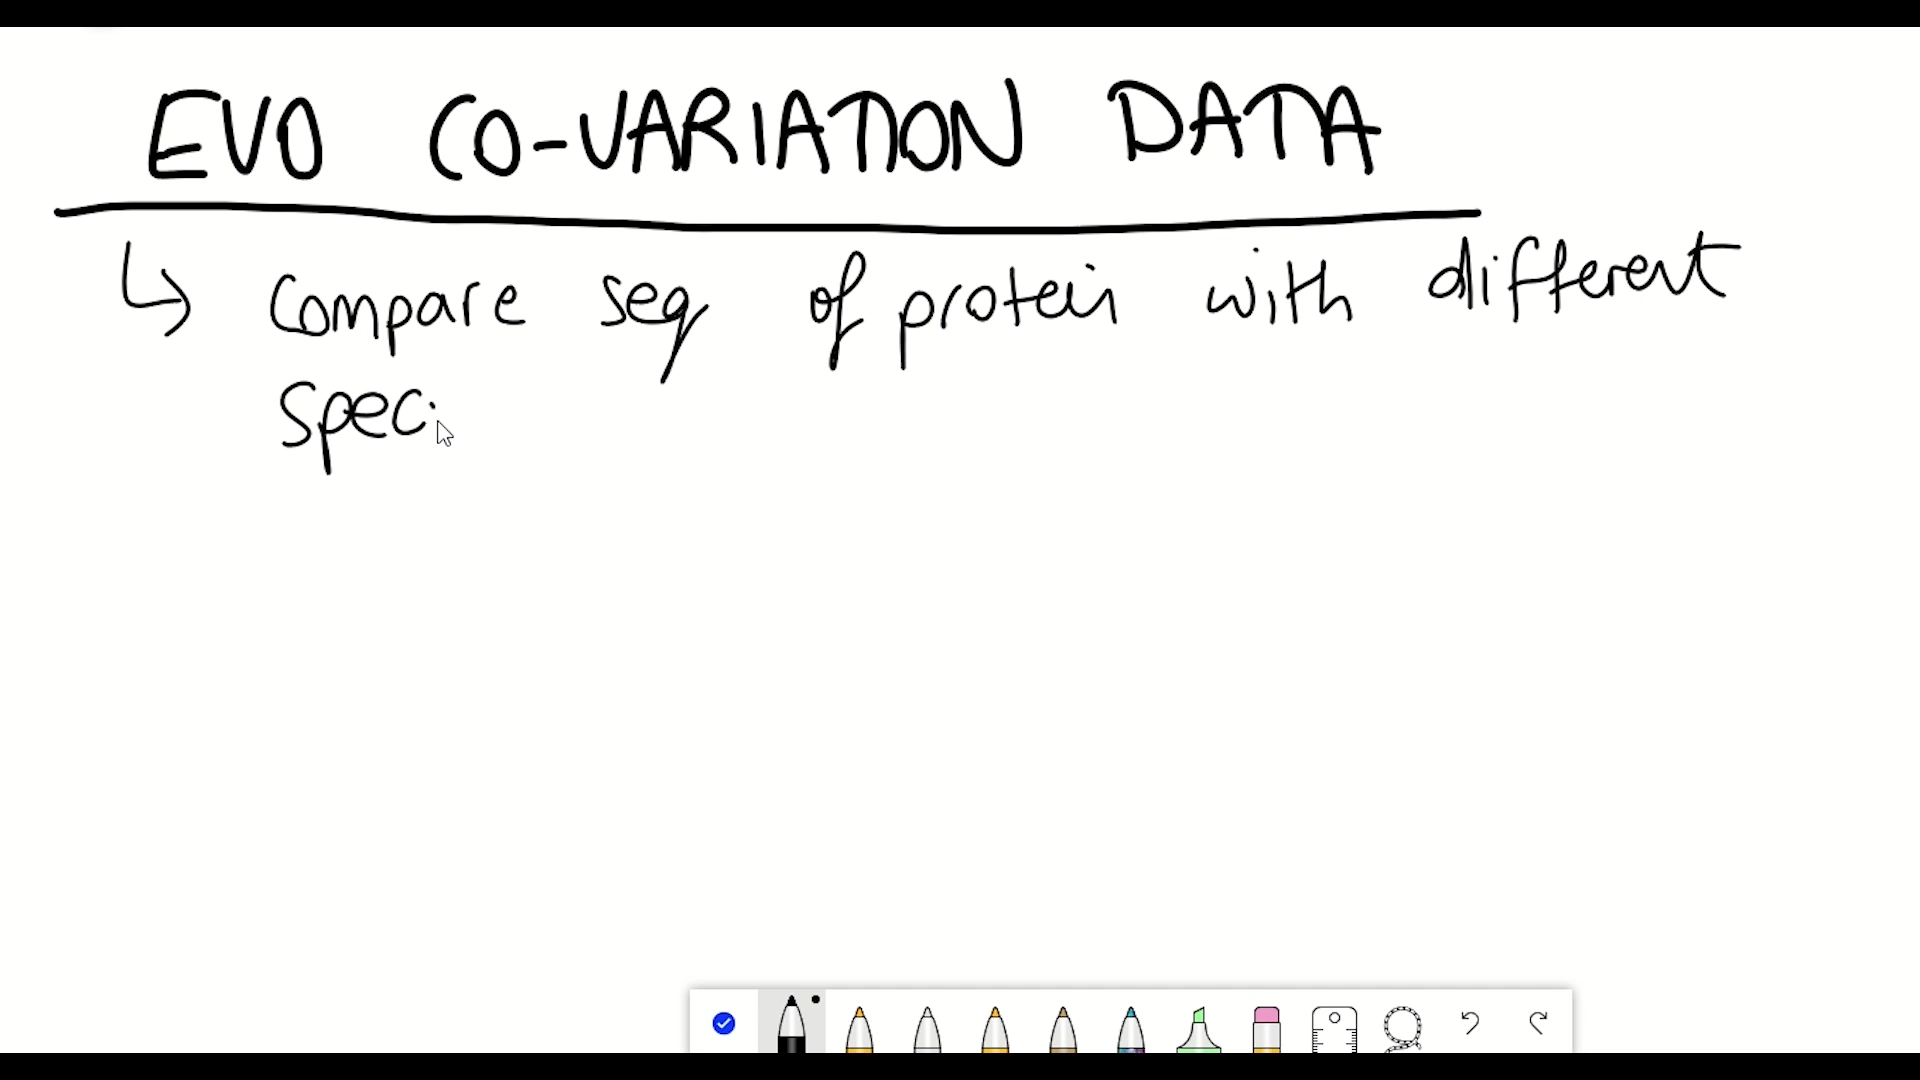 EVO CO-VARIATION DATA
↳ compare seq of protein with different
speci